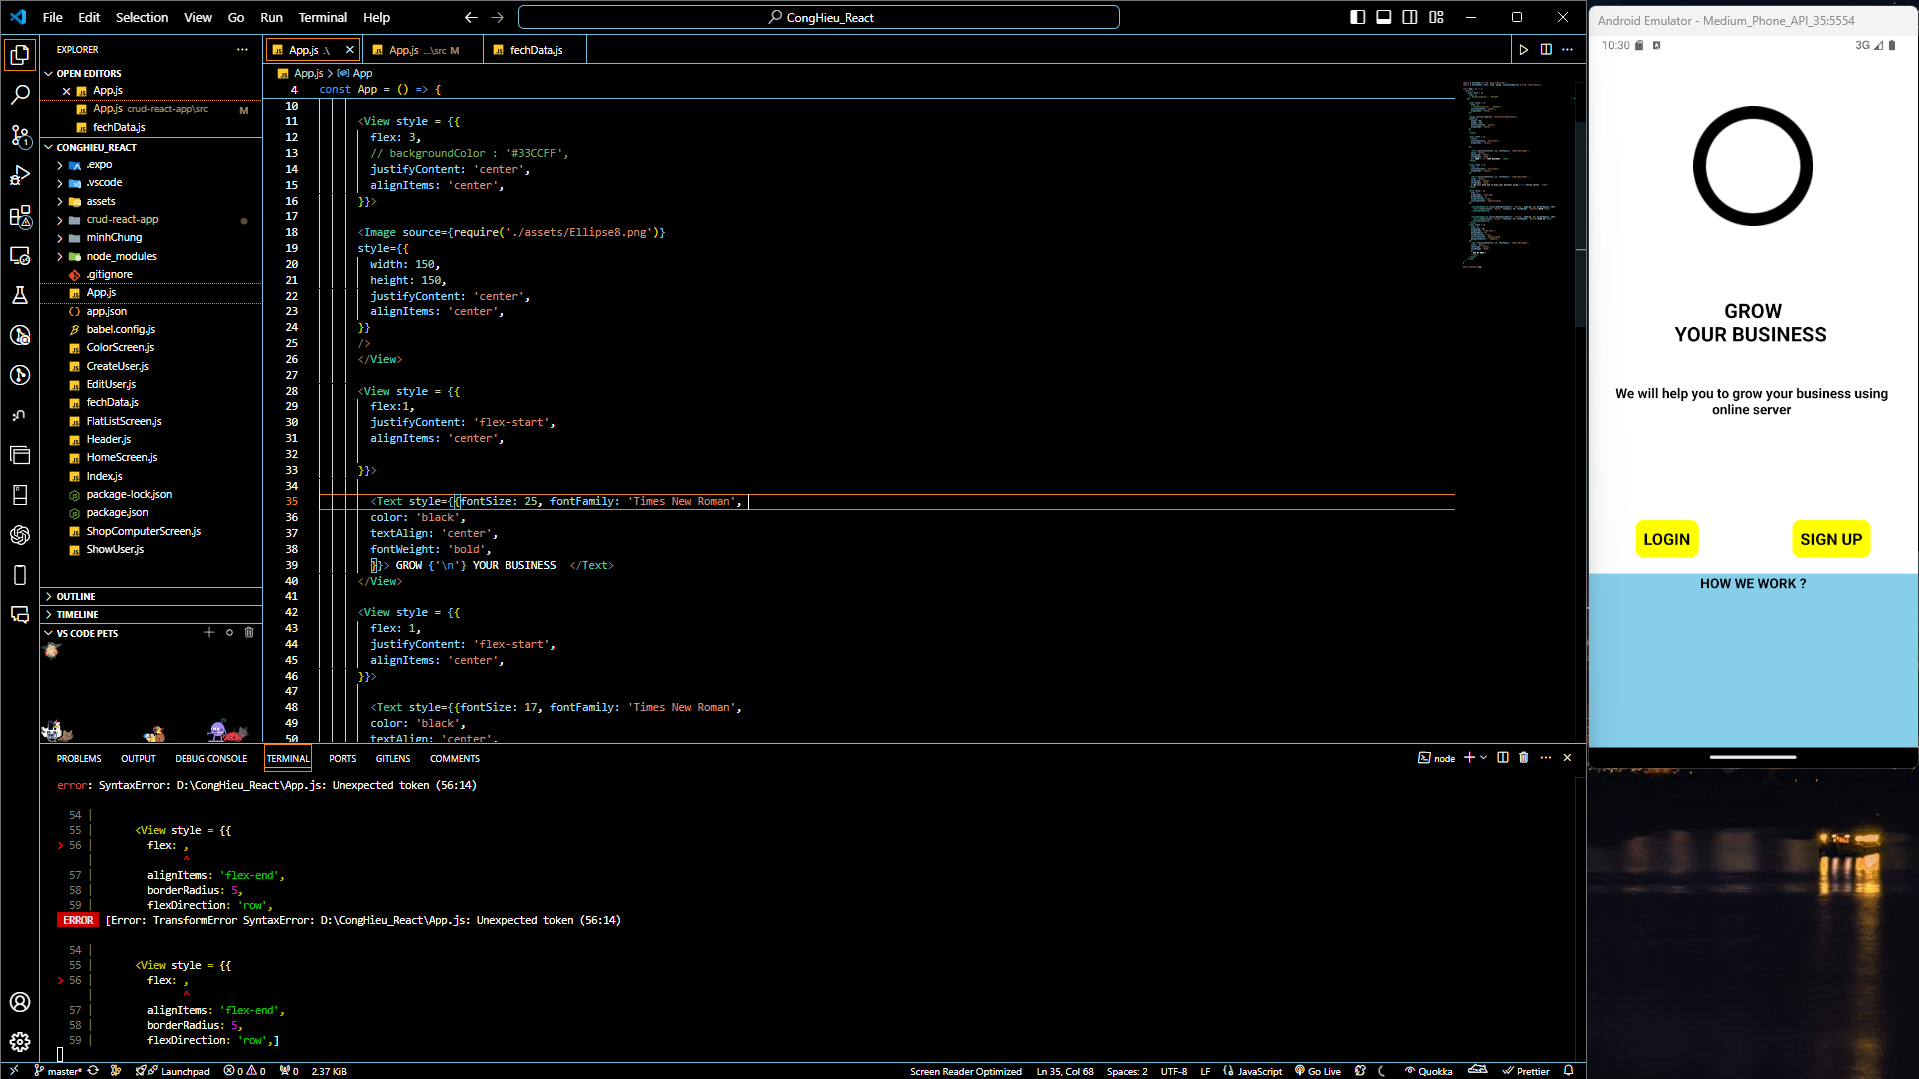 File Edit Selection View Go Run Terminal Help
CongHieu_React
EXPLORER
OPEN EDITORS
App.js
App.js crud-react-app\src M
fechData.js
CONGHIEU_REACT
.expo
.vscode
assets
crud-react-app
minhChung
node_modules
.gitignore
App.js
app.json
babel.config.js
ColorScreen.js
CreateUser.js
EditUser.js
fechData.js
FlatListScreen.js
Header.js
HomeScreen.js
Index.js
package-lock.json
package.json
ShopComputerScreen.js
ShowUser.js
OUTLINE
TIMELINE
VS CODE PETS
App.js .\
App.js ...\src M
fechData.js
App.js > App
4 const App = () => {
10
11 <View style = {{
12 flex: 3,
13 // backgroundColor : '#33CCFF',
14 justifyContent: 'center',
15 alignItems: 'center',
16 }}>
17
18 <Image source={require('./assets/Ellipse8.png')}
19 style={{
20 width: 150,
21 height: 150,
22 justifyContent: 'center',
23 alignItems: 'center',
24 }}
25 />
26 </View>
27
28 <View style = {{
29 flex:1,
30 justifyContent: 'flex-start',
31 alignItems: 'center',
32
33 }}>
34
35 <Text style={{fontSize: 25, fontFamily: 'Times New Roman',
36 color: 'black',
37 textAlign: 'center',
38 fontWeight: 'bold',
39 }}> GROW {'\n'} YOUR BUSINESS </Text>
40 </View>
41
42 <View style = {{
43 flex: 1,
44 justifyContent: 'flex-start',
45 alignItems: 'center',
46 }}>
47
48 <Text style={{fontSize: 17, fontFamily: 'Times New Roman',
49 color: 'black',
50 textAlign: 'center',
PROBLEMS OUTPUT DEBUG CONSOLE TERMINAL PORTS GITLENS COMMENTS
node
error: SyntaxError: D:\CongHieu_React\App.js: Unexpected token (56:14)
54 |
55 | <View style = {{
> 56 | flex: ,
| ^
57 | alignItems: 'flex-end',
58 | borderRadius: 5,
59 | flexDirection: 'row',
ERROR [Error: TransformError SyntaxError: D:\CongHieu_React\App.js: Unexpected token (56:14)
54 |
55 | <View style = {{
> 56 | flex: ,
| ^
57 | alignItems: 'flex-end',
58 | borderRadius: 5,
59 | flexDirection: 'row',]
master* Launchpad 0 0 0 2.37 KiB
Screen Reader Optimized Ln 35, Col 68 Spaces: 2 UTF-8 LF JavaScript Go Live Quokka Prettier
Android Emulator - Medium_Phone_API_35:5554
10:30 3G
GROW
YOUR BUSINESS
We will help you to grow your business using
online server
LOGIN SIGN UP
HOW WE WORK ?